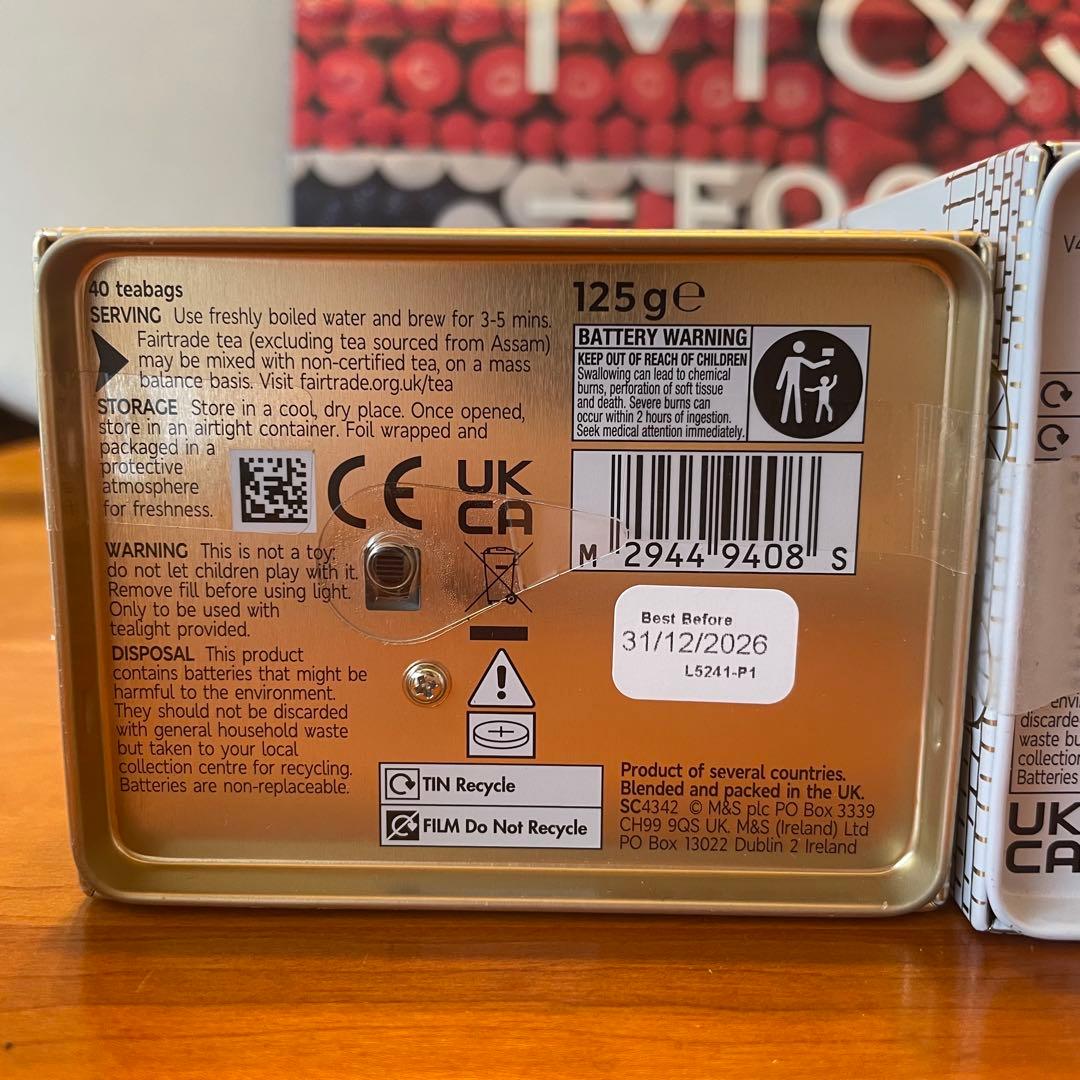 M&S
FOO
40 teabags
SERVING Use freshly boiled water and brew for 3-5 mins.
Fairtrade tea (excluding tea sourced from Assam)
may be mixed with non-certified tea, on a mass
balance basis. Visit fairtrade.org.uk/tea
STORAGE Store in a cool, dry place. Once opened,
store in an airtight container. Foil wrapped and
packaged in a
protective
atmosphere
for freshness.
CE
UK
CA
WARNING This is not a toy:
do not let children play with it.
Remove fill before using light.
Only to be used with
tealight provided.
DISPOSAL This product
contains batteries that might be
harmful to the environment.
They should not be discarded
with general household waste
but taken to your local
collection centre for recycling.
Batteries are non-replaceable.
125g℮
BATTERY WARNING
KEEP OUT OF REACH OF CHILDREN
Swallowing can lead to chemical
burns, perforation of soft tissue
and death. Severe burns can
occur within 2 hours of ingestion.
Seek medical attention immediately.
M 2944 9408 S
Best Before
31/12/2026
L5241-P1
TIN Recycle
FILM Do Not Recycle
Product of several countries.
Blended and packed in the UK.
SC4342 © M&S plc PO Box 3339
CH99 9QS UK. M&S (Ireland) Ltd
PO Box 13022 Dublin 2 Ireland
V4
envi
discarde
waste bu
collection
Batteries
UK
CA